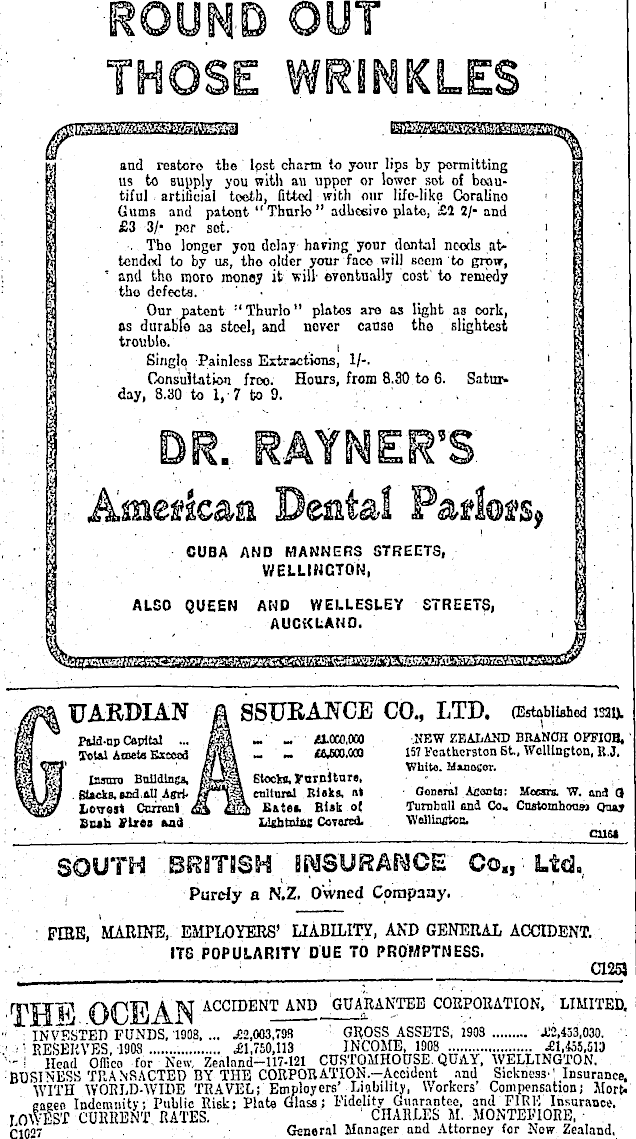 ROUND OUT
THOSE WRINKLES
and restore the lost charm to your lips by permitting
us to supply you with an upper or lower set of beau-
tiful artificial teeth, fitted with our life-like Coraline
Gums and patent "Thurlo" adhesive plate, £2 2/- and
£3 3/- per set.
The longer you delay having your dental needs at-
tended to by us, the older your face will seem to grow,
and the more money it will eventually cost to remedy
the defects.
Our patent "Thurlo" plates are as light as cork,
as durable as steel, and never cause the slightest
trouble.
Single Painless Extractions, 1/-.
Consultation free. Hours, from 8.30 to 6. Satur-
day, 8.30 to 1, 7 to 9.
DR. RAYNER'S
American Dental Parlors,
CUBA AND MANNERS STREETS,
WELLINGTON,
ALSO QUEEN AND WELLESLEY STREETS,
AUCKLAND.
GUARDIAN ASSURANCE CO., LTD. (Established 1821).
Paid-up Capital ... £1,000,000
Total Assets Exceed £6,500,000
Insure Buildings, Stocks, Furniture,
Stacks, and all Agri- cultural Risks, at
Lowest Current Rates. Risk of
Bush Fires and Lightning Covered.
NEW ZEALAND BRANCH OFFICE,
157 Featherston St., Wellington, R.J.
White, Manager.
General Agents: Messrs. W. and G
Turnbull and Co., Customhouse Quay
Wellington.
C1164
SOUTH BRITISH INSURANCE Co., Ltd.
Purely a N.Z. Owned Company.
FIRE, MARINE, EMPLOYERS' LIABILITY, AND GENERAL ACCIDENT.
ITS POPULARITY DUE TO PROMPTNESS.
C1253
THE OCEAN ACCIDENT AND GUARANTEE CORPORATION, LIMITED.
INVESTED FUNDS, 1908, ... £2,003,798 GROSS ASSETS, 1908 ............... £2,453,030.
RESERVES, 1908 ................. £1,750,113 INCOME, 1908 .................. £1,455,519
Head Office for New Zealand—117-121 CUSTOMHOUSE QUAY, WELLINGTON.
BUSINESS TRANSACTED BY THE CORPORATION.—Accident and Sickness Insurance,
WITH WORLD-WIDE TRAVEL; Employers' Liability, Workers' Compensation; Mort-
gagee Indemnity; Public Risk; Plate Glass; Fidelity Guarantee, and FIRE Insurance.
LOWEST CURRENT RATES. CHARLES M. MONTEFIORE,
C1027 General Manager and Attorney for New Zealand.